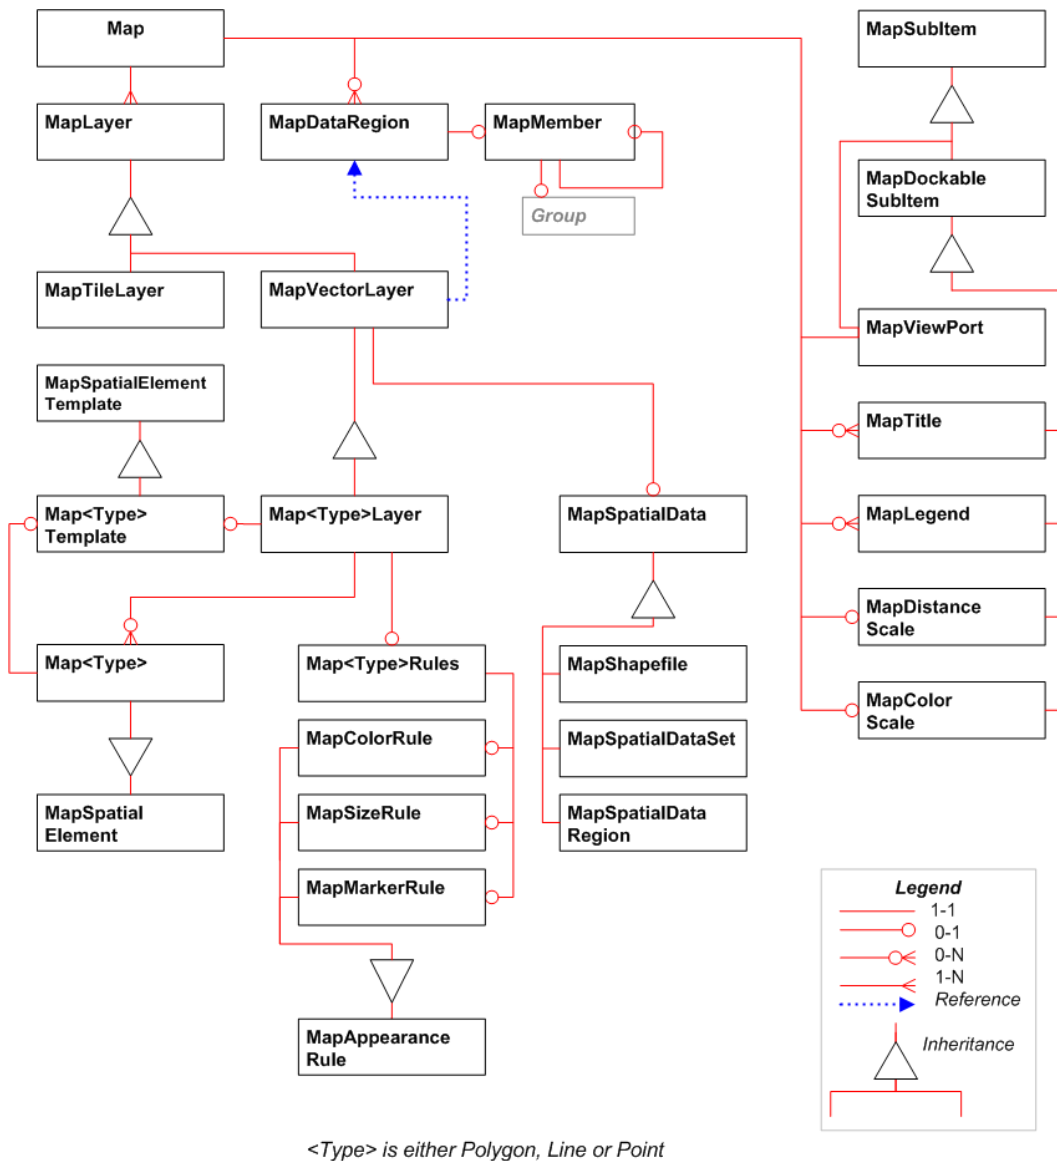 Map
MapSubItem
MapLayer
MapDataRegion
MapMember
MapDockable
SubItem
Group
MapTileLayer
MapVectorLayer
MapViewPort
MapSpatialElement
Template
MapTitle
Map<Type>
Template
Map<Type>Layer
MapSpatialData
MapLegend
MapDistance
Scale
Map<Type>
Map<Type>Rules
MapShapefile
MapColor
Scale
MapColorRule
MapSpatialDataSet
MapSpatial
Element
MapSizeRule
MapSpatialData
Region
MapMarkerRule
Legend
1-1
0-1
0-N
1-N
Reference
Inheritance
MapAppearance
Rule
<Type> is either Polygon, Line or Point